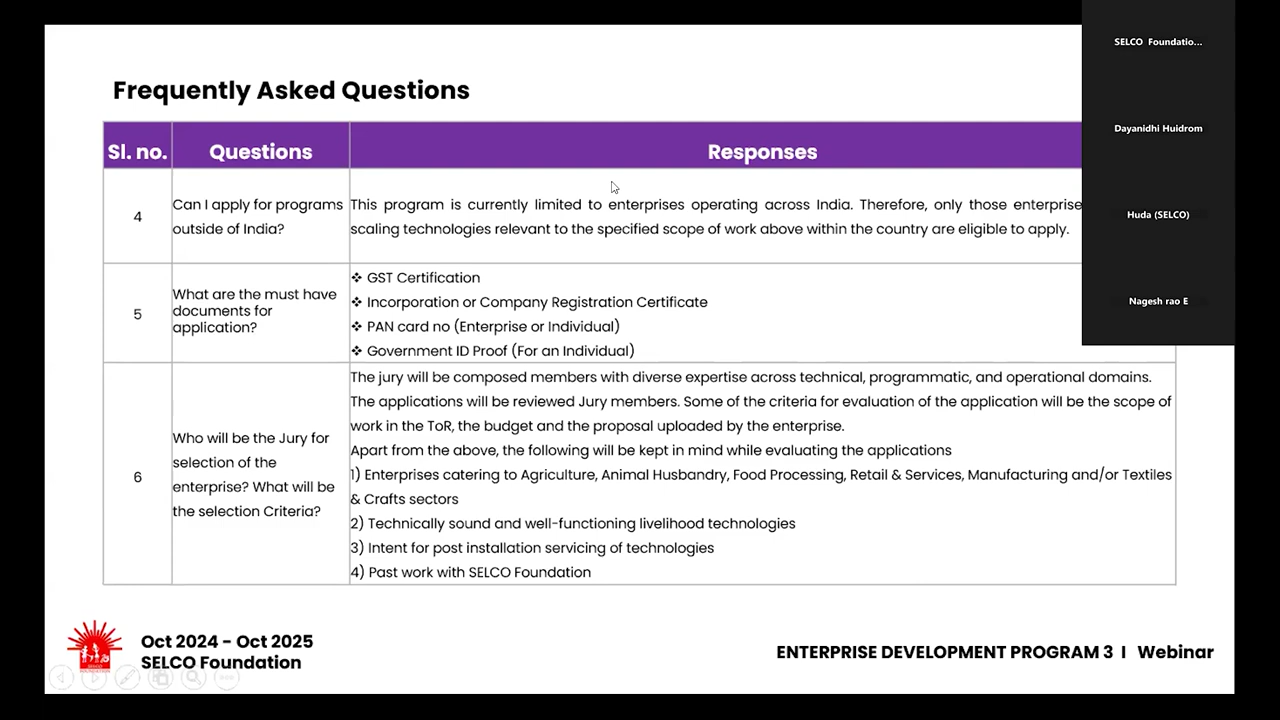 Frequently Asked Questions
Sl. no.
Questions
Responses
4
Can I apply for programs
outside of India?
This program is currently limited to enterprises operating across India. Therefore, only those enterprise
scaling technologies relevant to the specified scope of work above within the country are eligible to apply.
5
What are the must have
documents for
application?
❖ GST Certification
❖ Incorporation or Company Registration Certificate
❖ PAN card no (Enterprise or Individual)
❖ Government ID Proof (For an Individual)
6
Who will be the Jury for
selection of the
enterprise? What will be
the selection Criteria?
The jury will be composed members with diverse expertise across technical, programmatic, and operational domains.
The applications will be reviewed Jury members. Some of the criteria for evaluation of the application will be the scope of
work in the ToR, the budget and the proposal uploaded by the enterprise.
Apart from the above, the following will be kept in mind while evaluating the applications
1) Enterprises catering to Agriculture, Animal Husbandry, Food Processing, Retail & Services, Manufacturing and/or Textiles
& Crafts sectors
2) Technically sound and well-functioning livelihood technologies
3) Intent for post installation servicing of technologies
4) Past work with SELCO Foundation
SELCO Foundatio...
Dayanidhi Huidrom
Huda (SELCO)
Nagesh rao E
Oct 2024 - Oct 2025
SELCO Foundation
ENTERPRISE DEVELOPMENT PROGRAM 3 I Webinar